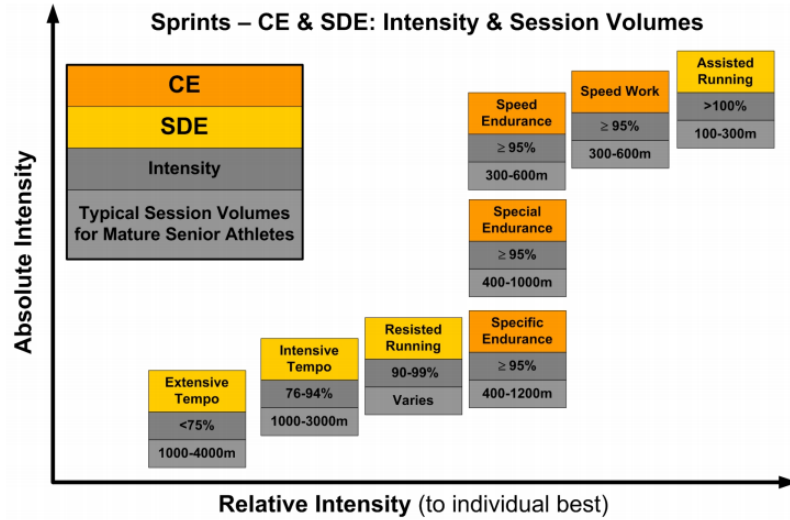 Sprints – CE & SDE: Intensity & Session Volumes
Absolute Intensity
CE
SDE
Intensity
Typical Session Volumes
for Mature Senior Athletes
Extensive
Tempo
<75%
1000-4000m
Intensive
Tempo
76-94%
1000-3000m
Resisted
Running
90-99%
Varies
Speed
Endurance
≥ 95%
300-600m
Special
Endurance
≥ 95%
400-1000m
Specific
Endurance
≥ 95%
400-1200m
Speed Work
≥ 95%
300-600m
Assisted
Running
>100%
100-300m
Relative Intensity (to individual best)